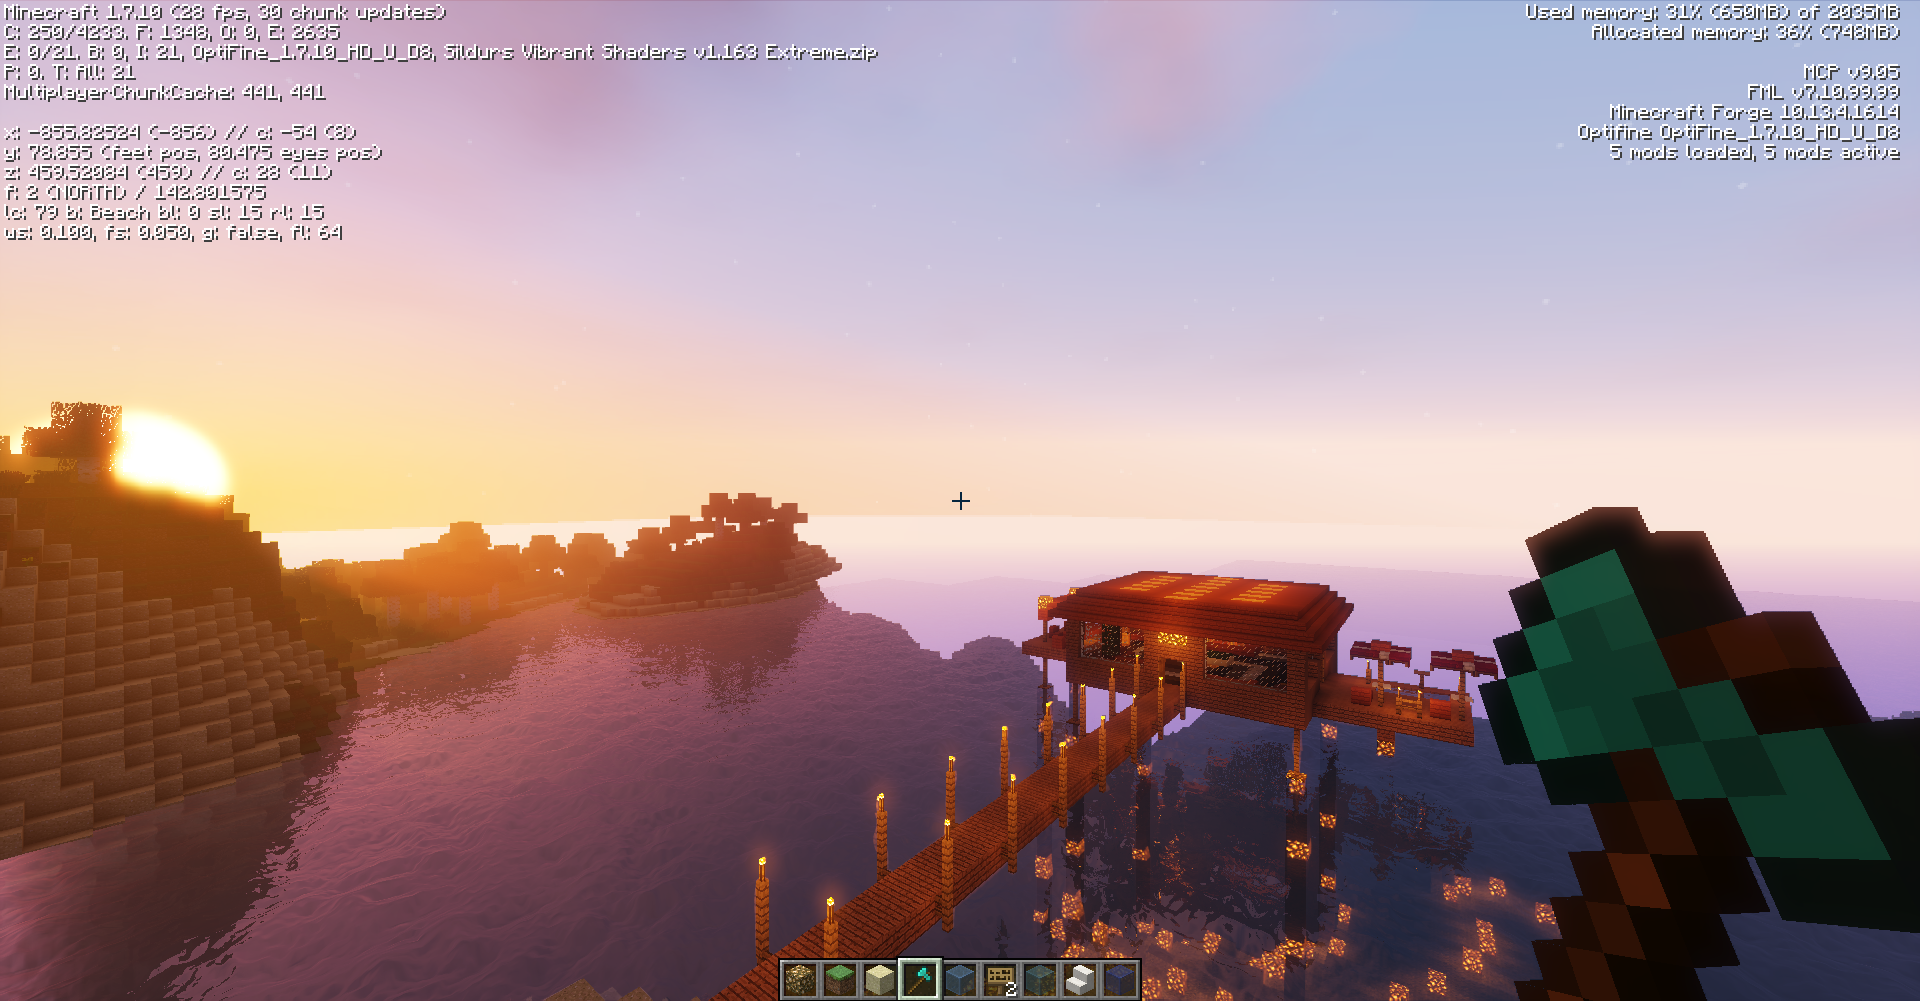 Minecraft 1.7.10 (28 fps, 30 chunk updates)
C: 250/4233. F: 1348, O: 0, E: 2635
E: 0/21. B: 0, I: 21, OptiFine_1.7.10_HD_U_D8, Sildurs Vibrant Shaders v1.163 Extreme.zip
P: 0. T: All: 21
MultiplayerChunkCache: 441, 441
x: -855.82524 (-856) // c: -54 (8)
y: 78.855 (feet pos, 80.475 eyes pos)
z: 459.52084 (459) // c: 28 (11)
f: 2 (NORTH) / 142.801575
lc: 79 b: Beach bl: 0 sl: 15 rl: 15
ws: 0.100, fs: 0.050, g: false, fl: 64
Used memory: 31% (650MB) of 2035MB
Allocated memory: 36% (748MB)
MCP v9.05
FML v7.10.99.99
Minecraft Forge 10.13.4.1614
Optifine OptiFine_1.7.10_HD_U_D8
5 mods loaded, 5 mods active
2